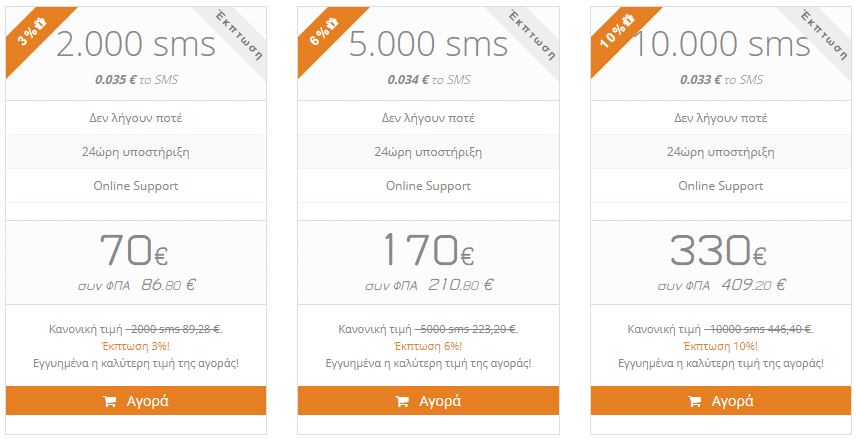 3%
Έκπτωση
2.000 sms
0.035 € το SMS
Δεν λήγουν ποτέ
24ώρη υποστήριξη
Online Support
70€
συν ΦΠΑ 86.80 €
Κανονική τιμή - 2000 sms 89,28 €.
Έκπτωση 3%!
Εγγυημένα η καλύτερη τιμή της αγοράς!
Αγορά
6%
Έκπτωση
5.000 sms
0.034 € το SMS
Δεν λήγουν ποτέ
24ώρη υποστήριξη
Online Support
170€
συν ΦΠΑ 210.80 €
Κανονική τιμή - 5000 sms 223,20 €.
Έκπτωση 6%!
Εγγυημένα η καλύτερη τιμή της αγοράς!
Αγορά
10%
Έκπτωση
10.000 sms
0.033 € το SMS
Δεν λήγουν ποτέ
24ώρη υποστήριξη
Online Support
330€
συν ΦΠΑ 409.20 €
Κανονική τιμή - 10000 sms 446,40 €.
Έκπτωση 10%!
Εγγυημένα η καλύτερη τιμή της αγοράς!
Αγορά